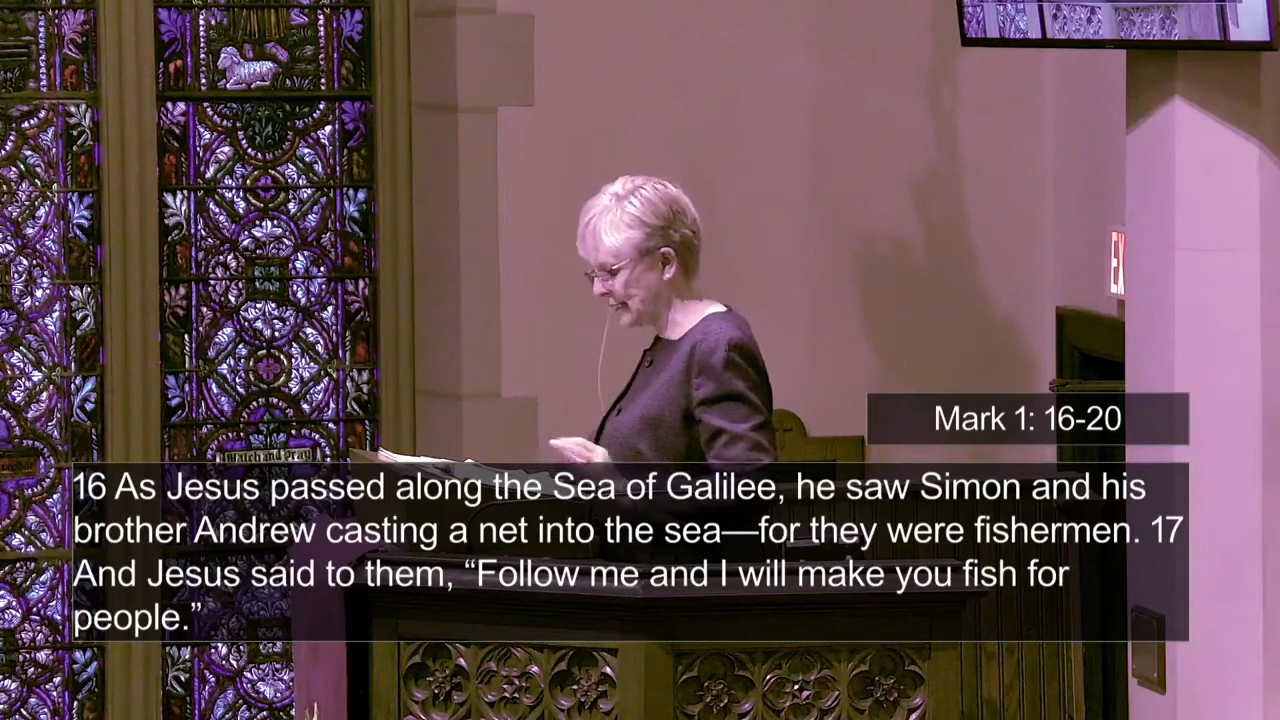 EX
Mark 1: 16-20
Watch and Pray
16 As Jesus passed along the Sea of Galilee, he saw Simon and his
brother Andrew casting a net into the sea—for they were fishermen. 17
And Jesus said to them, “Follow me and I will make you fish for
people.”